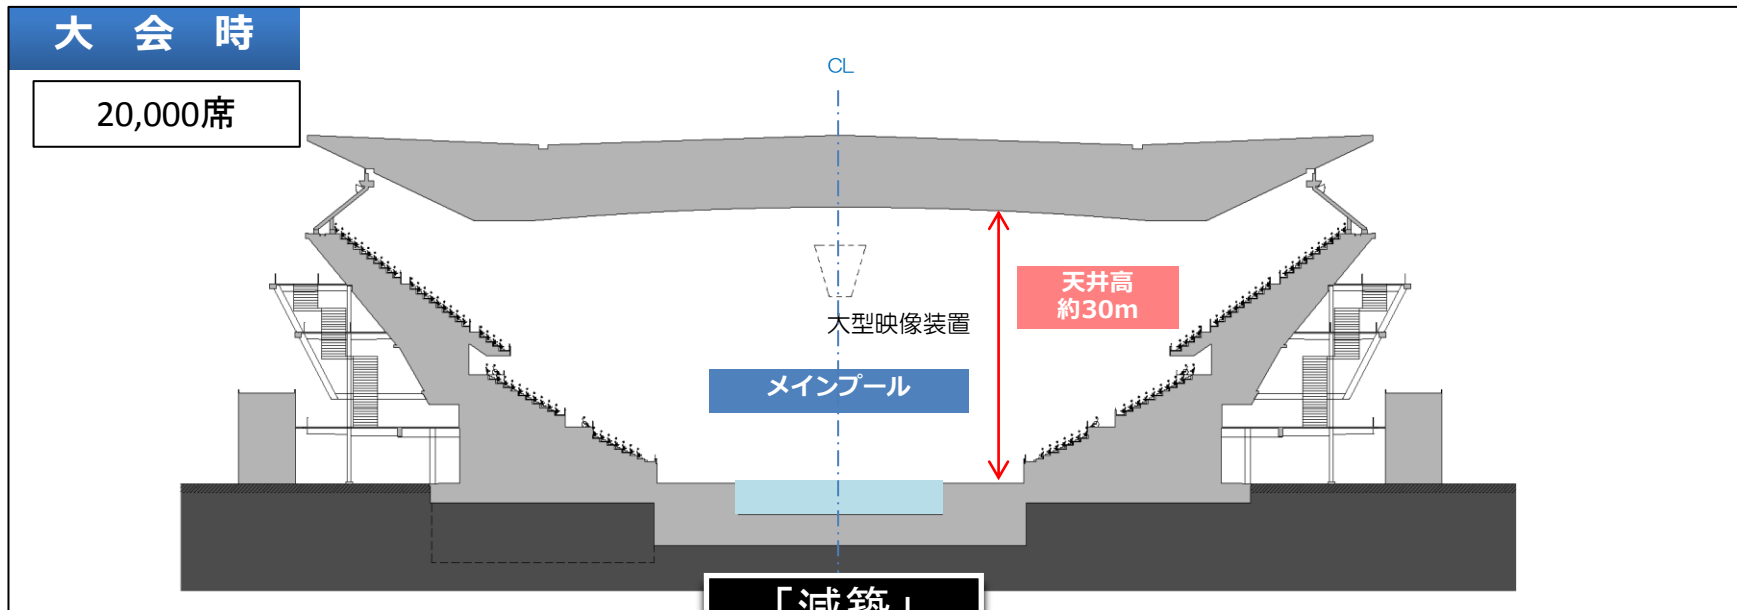 大会時
20,000席
CL
天井高
約30m
大型映像装置
メインプール
「減築」